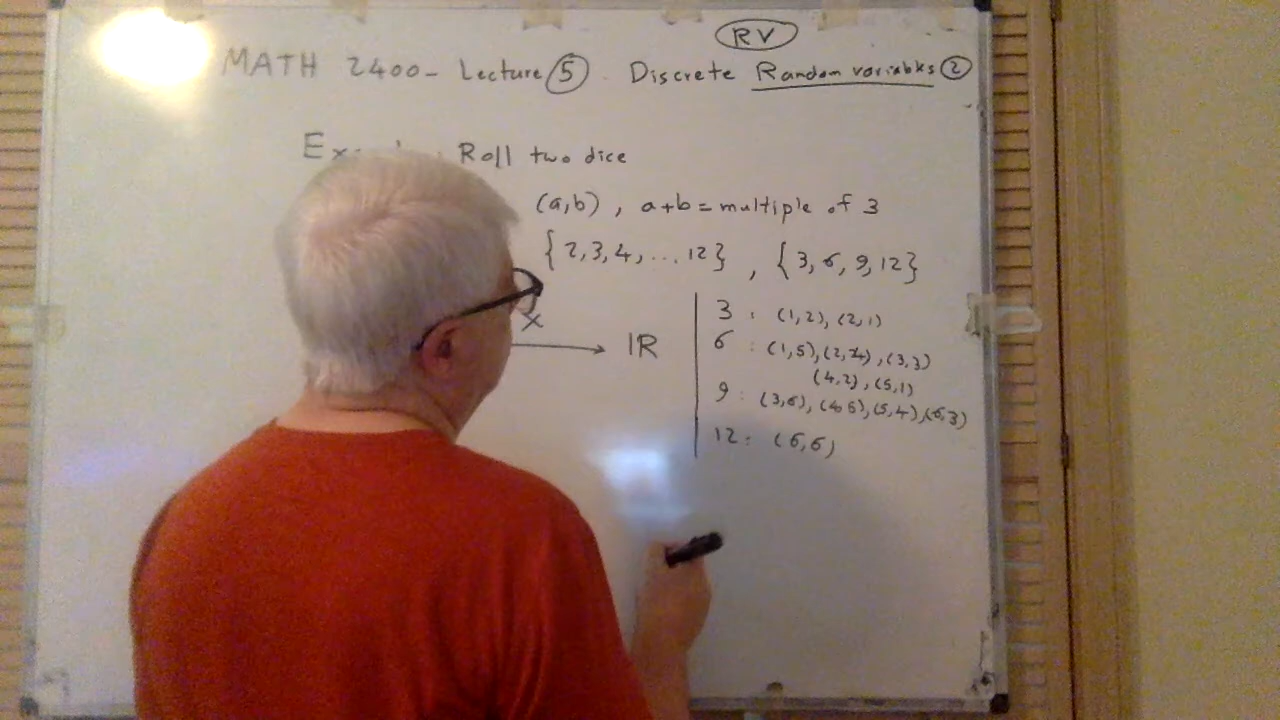 RV
MATH 2400 - Lecture 5 . Discrete Random variables 2
Roll two dice
(a,b) , a+b = multiple of 3
{2,3,4, ... 12} , {3,6,9,12}
X
IR
3 : (1,2), (2,1)
6 : (1,5), (2,4), (3,3)
(4,2), (5,1)
9 : (3,6), (4,5), (5,4), (6,3)
12 : (6,6)